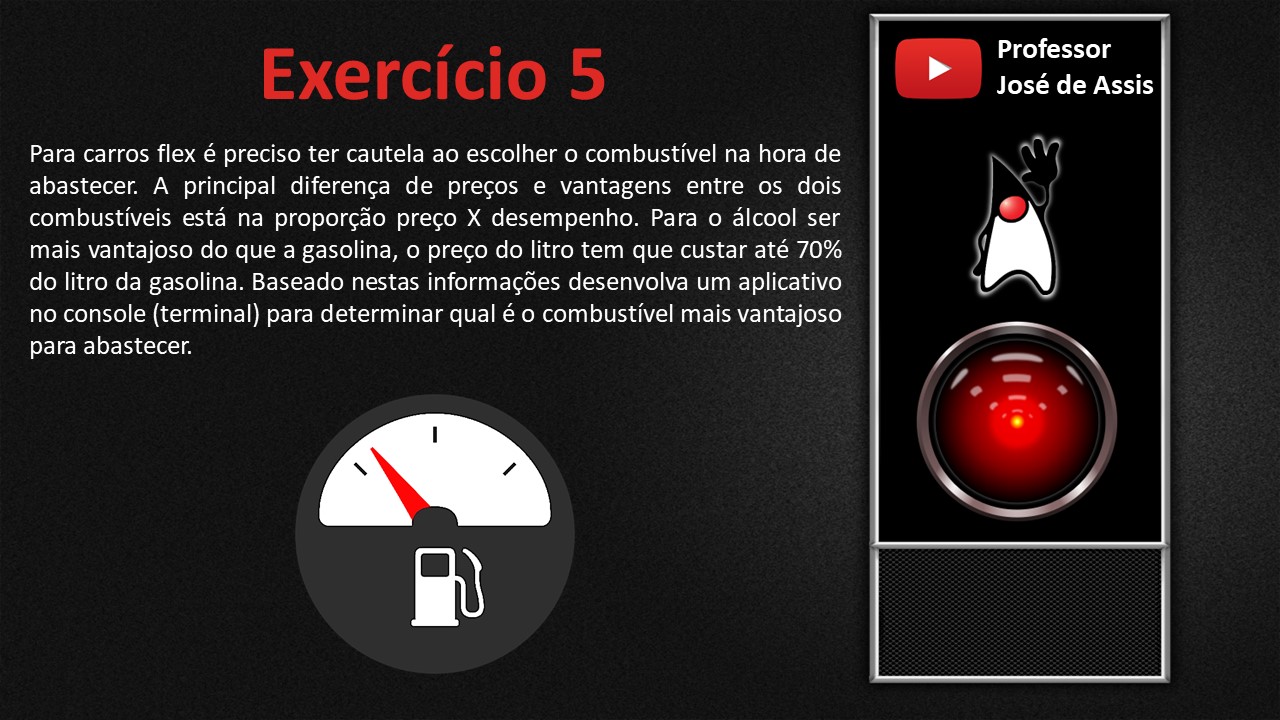 Exercício 5
Para carros flex é preciso ter cautela ao escolher o combustível na hora de
abastecer. A principal diferença de preços e vantagens entre os dois
combustíveis está na proporção preço X desempenho. Para o álcool ser
mais vantajoso do que a gasolina, o preço do litro tem que custar até 70%
do litro da gasolina. Baseado nestas informações desenvolva um aplicativo
no console (terminal) para determinar qual é o combustível mais vantajoso
para abastecer.
Professor
José de Assis